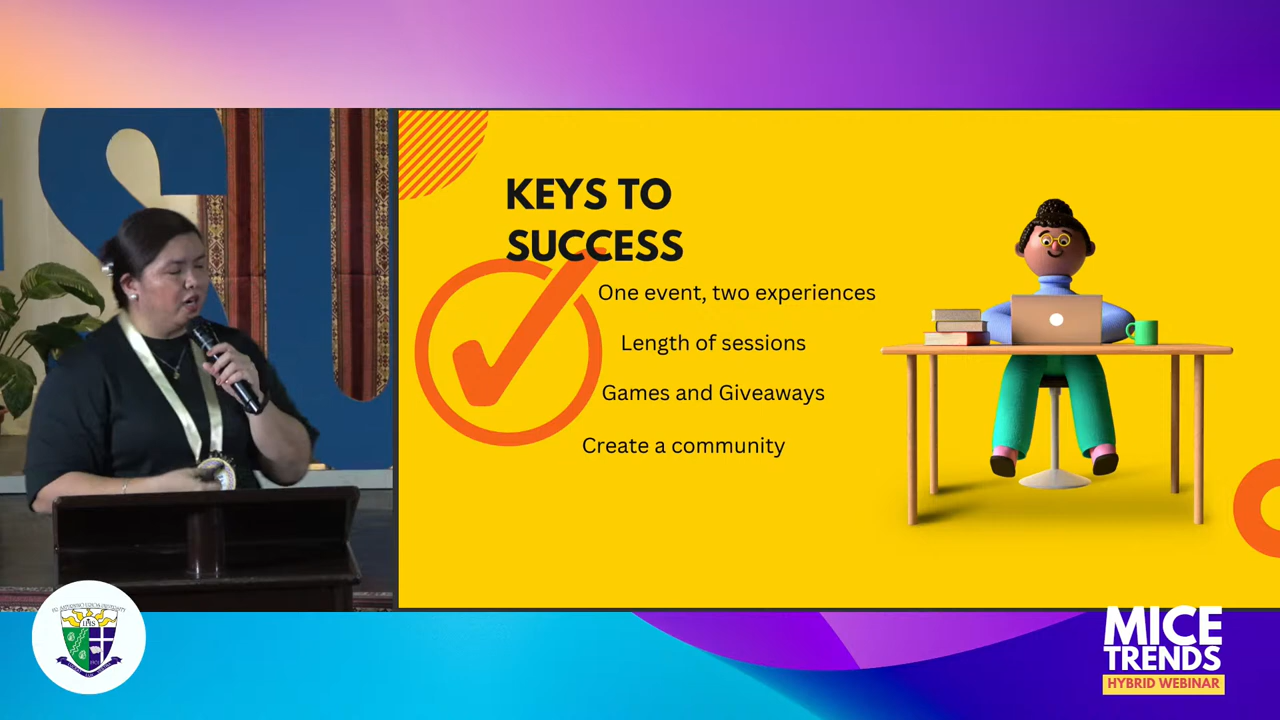 KEYS TO
SUCCESS
One event, two experiences
Length of sessions
Games and Giveaways
Create a community
IHS
MICE
TRENDS
HYBRID WEBINAR